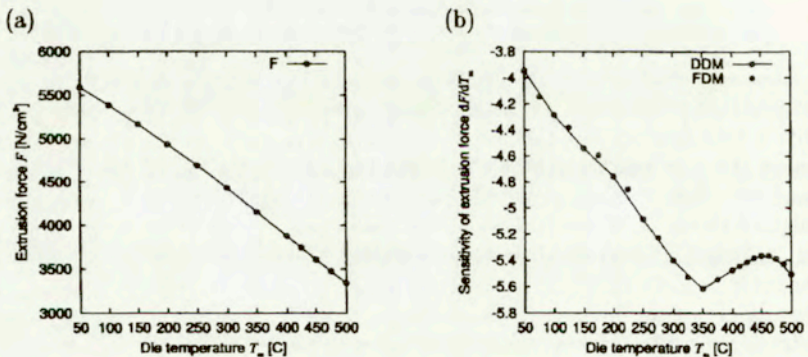 (a)
6000
5500
5000
4500
4000
3500
3000
Extrusion force F [N/cm²]
F
50 100 150 200 250 300 350 400 450 500
Die temperature T∞ [C]
(b)
-3.8
-4
-4.2
-4.4
-4.6
-4.8
-5
-5.2
-5.4
-5.6
-5.8
Sensitivity of extrusion force dF/dT∞
DDM
FDM
50 100 150 200 250 300 350 400 450 500
Die temperature T∞ [C]